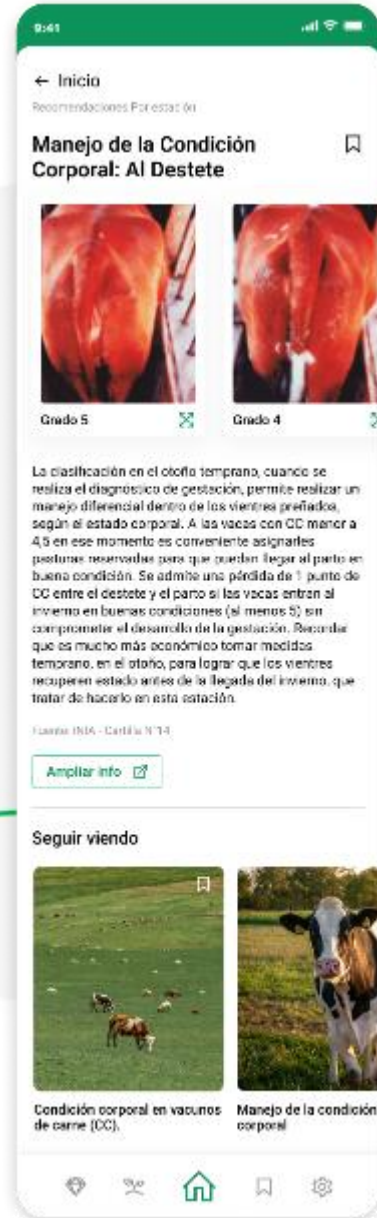 9:41
← Inicio
Recomendaciones Por estación
Manejo de la Condición
Corporal: Al Destete
Grado 5
Grado 4
La clasificación en el otoño temprano, cuando se
realiza el diagnóstico de gestación, permite realizar un
manejo diferencial dentro de los vientres preñados,
según el estado corporal. A las vacas con CC menor a
4,5 en ese momento es conveniente asignarles
pasturas reservadas para que puedan llegar al parto en
buena condición. Se admite una pérdida de 1 punto de
CC entre el destete y el parto si las vacas entran al
invierno en buenas condiciones (al menos 5) sin
comprometer el desarrollo de la gestación. Recordar
que es mucho más económico tomar medidas
temprano, en el otoño, para lograr que los vientres
recuperen estado antes de la llegada del invierno, que
tratar de hacerlo en esta estación.
Fuente: INIA - Cartilla N°14
Ampliar info
Seguir viendo
Condición corporal en vacunos
de carne (CC).
Manejo de la condición
corporal